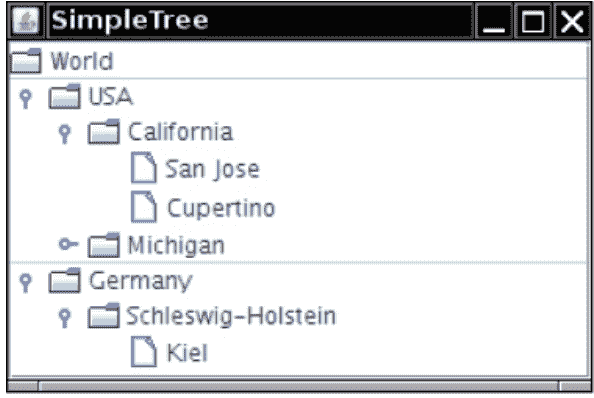 SimpleTree
World
USA
California
San Jose
Cupertino
Michigan
Germany
Schleswig-Holstein
Kiel